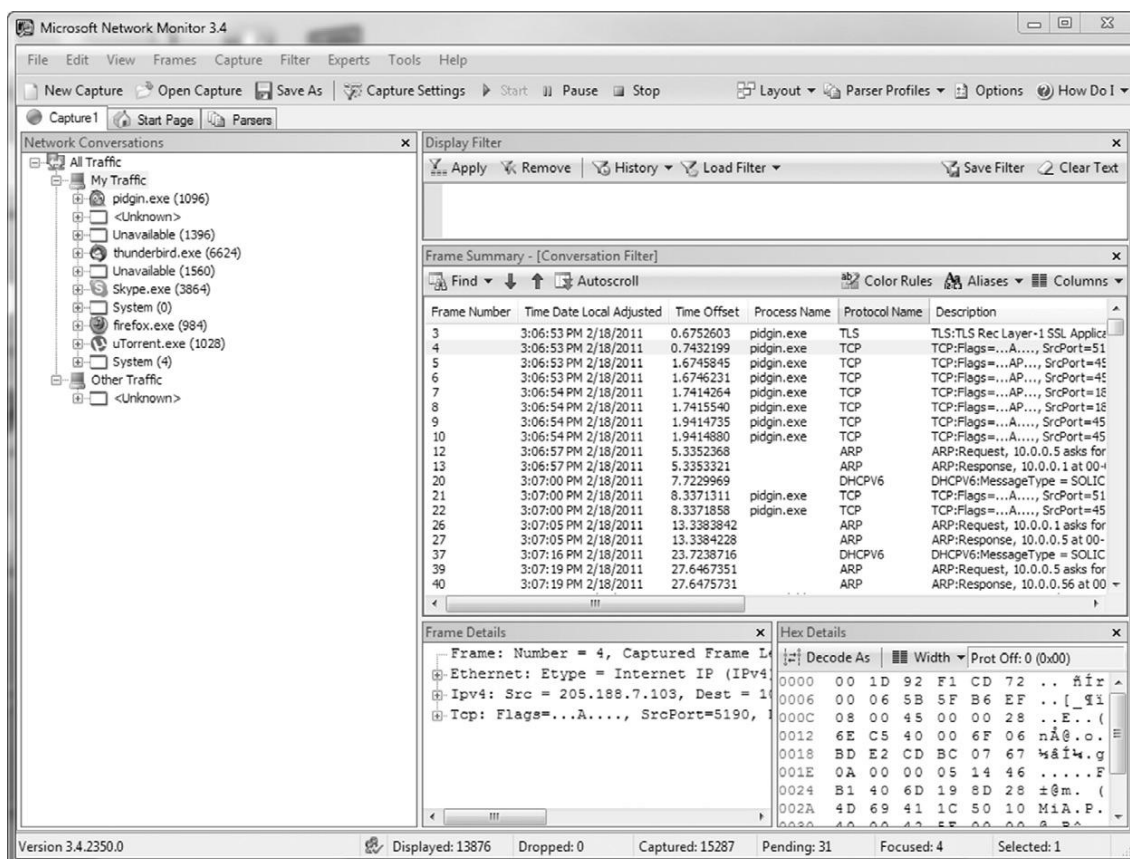 Microsoft Network Monitor 3.4
File Edit View Frames Capture Filter Experts Tools Help
New Capture Open Capture Save As Capture Settings Start Pause Stop Layout Parser Profiles Options How Do I
Capture1 Start Page Parsers
Network Conversations
All Traffic
My Traffic
pidgin.exe (1096)
<Unknown>
Unavailable (1396)
thunderbird.exe (6624)
Unavailable (1560)
Skype.exe (3864)
System (0)
firefox.exe (984)
uTorrent.exe (1028)
System (4)
Other Traffic
<Unknown>
Display Filter
Apply Remove History Load Filter Save Filter Clear Text
Frame Summary - [Conversation Filter]
Find Autoscroll Color Rules Aliases Columns
Frame Number Time Date Local Adjusted Time Offset Process Name Protocol Name Description
3 3:06:53 PM 2/18/2011 0.6752603 pidgin.exe TLS TLS:TLS Rec Layer-1 SSL Applica
4 3:06:53 PM 2/18/2011 0.7432199 pidgin.exe TCP TCP:Flags=...A...., SrcPort=51
5 3:06:53 PM 2/18/2011 1.6745845 pidgin.exe TCP TCP:Flags=...AP..., SrcPort=45
6 3:06:53 PM 2/18/2011 1.6746231 pidgin.exe TCP TCP:Flags=...AP..., SrcPort=45
7 3:06:54 PM 2/18/2011 1.7414264 pidgin.exe TCP TCP:Flags=...AP..., SrcPort=18
8 3:06:54 PM 2/18/2011 1.7415540 pidgin.exe TCP TCP:Flags=...AP..., SrcPort=18
9 3:06:54 PM 2/18/2011 1.9414735 pidgin.exe TCP TCP:Flags=...A...., SrcPort=45
10 3:06:54 PM 2/18/2011 1.9414880 pidgin.exe TCP TCP:Flags=...A...., SrcPort=45
12 3:06:57 PM 2/18/2011 5.3352368 ARP ARP:Request, 10.0.0.5 asks for
13 3:06:57 PM 2/18/2011 5.3353321 ARP ARP:Response, 10.0.0.1 at 00-
20 3:07:00 PM 2/18/2011 7.7229969 DHCPV6 DHCPV6:MessageType = SOLIC
21 3:07:00 PM 2/18/2011 8.3371311 pidgin.exe TCP TCP:Flags=...A...., SrcPort=51
22 3:07:00 PM 2/18/2011 8.3371858 pidgin.exe TCP TCP:Flags=...A...., SrcPort=45
26 3:07:05 PM 2/18/2011 13.3383842 ARP ARP:Request, 10.0.0.1 asks for
27 3:07:05 PM 2/18/2011 13.3384228 ARP ARP:Response, 10.0.0.5 at 00-
37 3:07:16 PM 2/18/2011 23.7238716 DHCPV6 DHCPV6:MessageType = SOLIC
39 3:07:19 PM 2/18/2011 27.6467351 ARP ARP:Request, 10.0.0.5 asks for
40 3:07:19 PM 2/18/2011 27.6475731 ARP ARP:Response, 10.0.0.56 at 00
Frame Details
Frame: Number = 4, Captured Frame Le
Ethernet: Etype = Internet IP (IPv4
Ipv4: Src = 205.188.7.103, Dest = 10
Tcp: Flags=...A...., SrcPort=5190,
Hex Details
Decode As Width Prot Off: 0 (0x00)
0000 00 1D 92 F1 CD 72 .. ñÍr
0006 00 06 5B 5F B6 EF ..[_¶ï
000C 08 00 45 00 00 28 ..E..(
0012 6E C5 40 00 6F 06 nÅ@.o.
0018 BD E2 CD BC 07 67 ½âÍ¼.g
001E 0A 00 00 05 14 46 .....F
0024 B1 40 6D 19 8D 28 ±@m. (
002A 4D 69 41 1C 50 10 MiA.P.
Version 3.4.2350.0 Displayed: 13876 Dropped: 0 Captured: 15287 Pending: 31 Focused: 4 Selected: 1